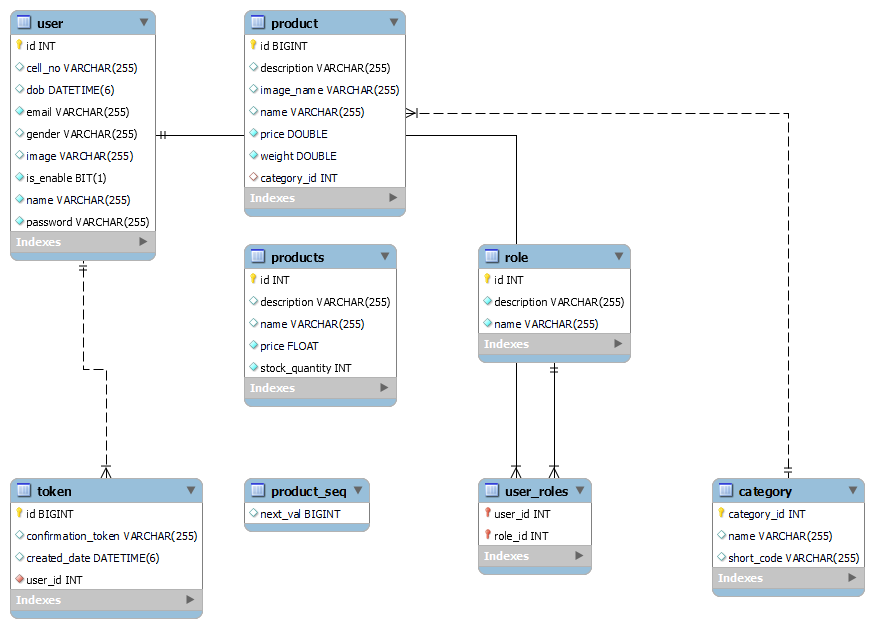 user
id INT
cell_no VARCHAR(255)
dob DATETIME(6)
email VARCHAR(255)
gender VARCHAR(255)
image VARCHAR(255)
is_enable BIT(1)
name VARCHAR(255)
password VARCHAR(255)
Indexes
product
id BIGINT
description VARCHAR(255)
image_name VARCHAR(255)
name VARCHAR(255)
price DOUBLE
weight DOUBLE
category_id INT
Indexes
products
id INT
description VARCHAR(255)
name VARCHAR(255)
price FLOAT
stock_quantity INT
Indexes
role
id INT
description VARCHAR(255)
name VARCHAR(255)
Indexes
token
id BIGINT
confirmation_token VARCHAR(255)
created_date DATETIME(6)
user_id INT
Indexes
product_seq
next_val BIGINT
user_roles
user_id INT
role_id INT
Indexes
category
category_id INT
name VARCHAR(255)
short_code VARCHAR(255)
Indexes